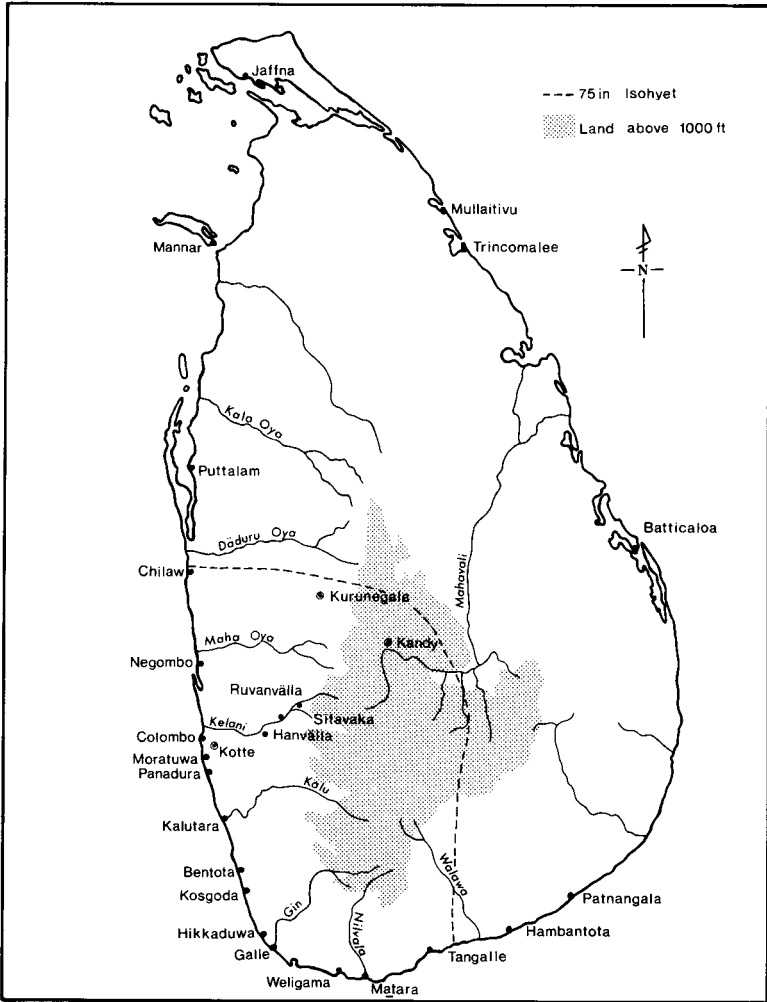 Jaffna
75 in Isohyet
Land above 1000 ft
Mullaitivu
Mannar
Trincomalee
N
Kala Oya
Puttalam
Däduru Oya
Batticaloa
Chilaw
Mahavali
Kurunegala
Maha Oya
Kandy
Negombo
Ruvanvälla
Sitavaka
Kelani
Hanvälla
Colombo
Kotte
Moratuwa
Panadura
Kalu
Kalutara
Walawa
Bentota
Kosgoda
Gin
Patnangala
Nilvala
Hikkaduwa
Hambantota
Galle
Tangalle
Weligama
Matara